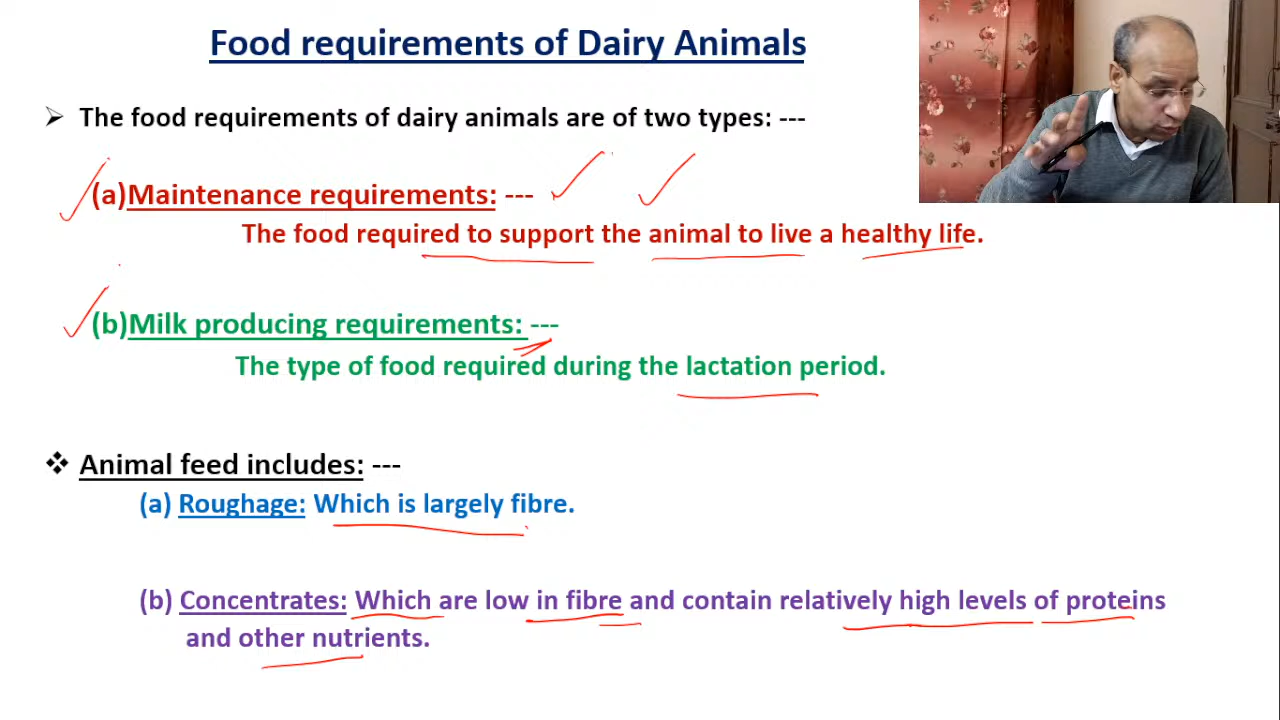 Food requirements of Dairy Animals
➢ The food requirements of dairy animals are of two types: ---
(a)Maintenance requirements: ---
The food required to support the animal to live a healthy life.
(b)Milk producing requirements: ---
The type of food required during the lactation period.
❖ Animal feed includes: ---
(a) Roughage: Which is largely fibre.
(b) Concentrates: Which are low in fibre and contain relatively high levels of proteins
and other nutrients.